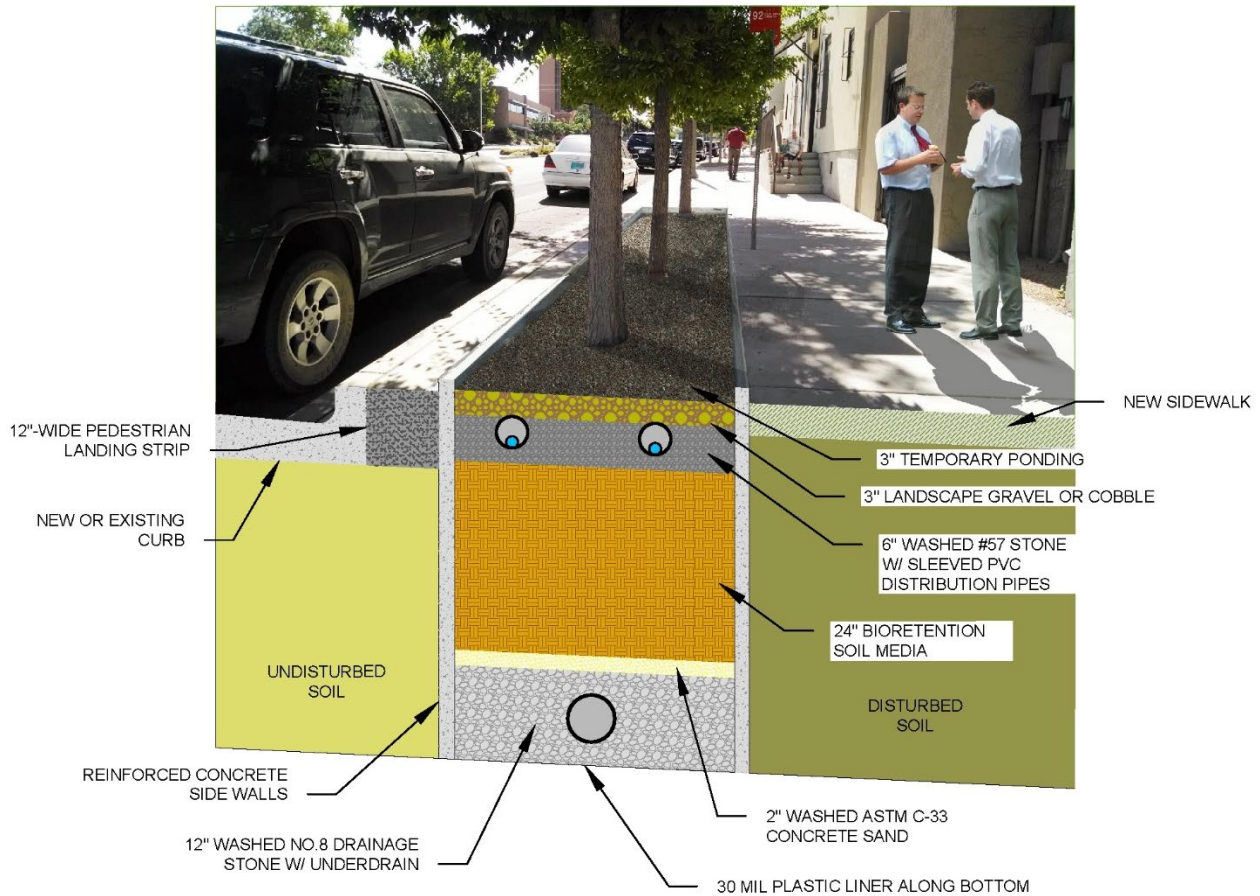 92
12"-WIDE PEDESTRIAN
LANDING STRIP
NEW OR EXISTING
CURB
UNDISTURBED
SOIL
REINFORCED CONCRETE
SIDE WALLS
12" WASHED NO.8 DRAINAGE
STONE W/ UNDERDRAIN
NEW SIDEWALK
3" TEMPORARY PONDING
3" LANDSCAPE GRAVEL OR COBBLE
6" WASHED #57 STONE
W/ SLEEVED PVC
DISTRIBUTION PIPES
24" BIORETENTION
SOIL MEDIA
DISTURBED
SOIL
2" WASHED ASTM C-33
CONCRETE SAND
30 MIL PLASTIC LINER ALONG BOTTOM